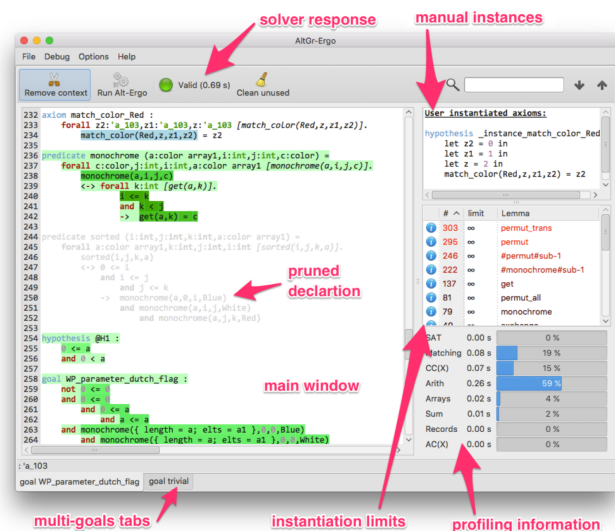 solver response
manual instances
AltGr-Ergo
File Debug Options Help
Remove context
Run Alt-Ergo
Valid (0.69 s)
Clean unused
232 axiom match_color_Red :
233 forall z2:'a_103,z1:'a_103,z:'a_103 [match_color(Red,z,z1,z2)].
234 match_color(Red,z,z1,z2) = z2
235
236 predicate monochrome (a:color array1,i:int,j:int,c:color) =
237 forall c:color,j:int,i:int,a:color array1 [monochrome(a,i,j,c)].
238 monochrome(a,i,j,c)
239 <-> forall k:int [get(a,k)].
240 i <= k
241 and k < j
242 -> get(a,k) = c
243
244 predicate sorted (i:int,j:int,k:int,a:color array1) =
245 forall a:color array1,k:int,j:int,i:int [sorted(i,j,k,a)].
246 sorted(i,j,k,a)
247 <-> 0 <= i
248 and i <= j
249 and j <= k
250 -> monochrome(a,0,i,Blue)
251 and monochrome(a,i,j,White)
252 and monochrome(a,j,k,Red)
253
254 hypothesis @H1 :
255 0 <= a
256 and 0 < a
257
258 goal WP_parameter_dutch_flag :
259 not 0 <= 0
260 and 0 <= 0
261 and 0 <= a
262 and a <= a
263 and monochrome({ length = a; elts = a1 },0,0,Blue)
264 and monochrome({ length = a; elts = a1 },0,0,White)
pruned
declartion
main window
User instantiated axioms:
hypothesis _instance_match_color_Red
let z2 = 0 in
let z1 = 1 in
let z = 2 in
match_color(Red,z,z1,z2) = z2
# limit Lemma
303 ∞ permut_trans
295 ∞ permut
246 ∞ #permut#sub-1
222 ∞ #monochrome#sub-1
137 ∞ get
81 ∞ permut_all
79 ∞ monochrome
49 ∞ exchange
SAT 0.00 s 0 %
Matching 0.08 s 19 %
CC(X) 0.07 s 15 %
Arith 0.26 s 59 %
Arrays 0.02 s 4 %
Sum 0.01 s 2 %
Records 0.00 s 0 %
AC(X) 0.00 s 0 %
: 'a_103
goal WP_parameter_dutch_flag
goal trivial
multi-goals tabs
instantiation limits
profiling information